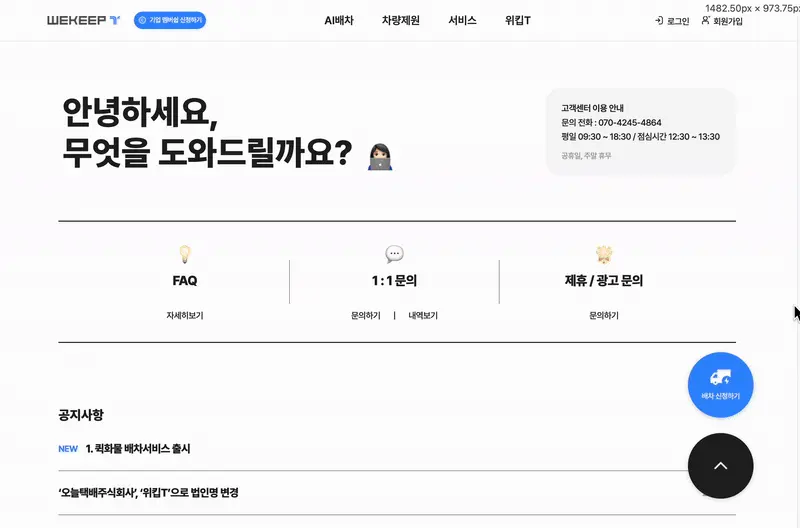 WEKEEP T
기업 멤버쉽 신청하기
AI배차
차량제원
서비스
위킵T
로그인
회원가입
1482.50px × 973.75px
안녕하세요,
무엇을 도와드릴까요?
고객센터 이용 안내
문의 전화 : 070-4245-4864
평일 09:30 ~ 18:30 / 점심시간 12:30 ~ 13:30
공휴일, 주말 휴무
FAQ
자세히보기
1 : 1 문의
문의하기 | 내역보기
제휴 / 광고 문의
문의하기
배차 신청하기
공지사항
NEW 1. 퀵화물 배차서비스 출시
‘오늘택배주식회사’, ‘위킵T’으로 법인명 변경